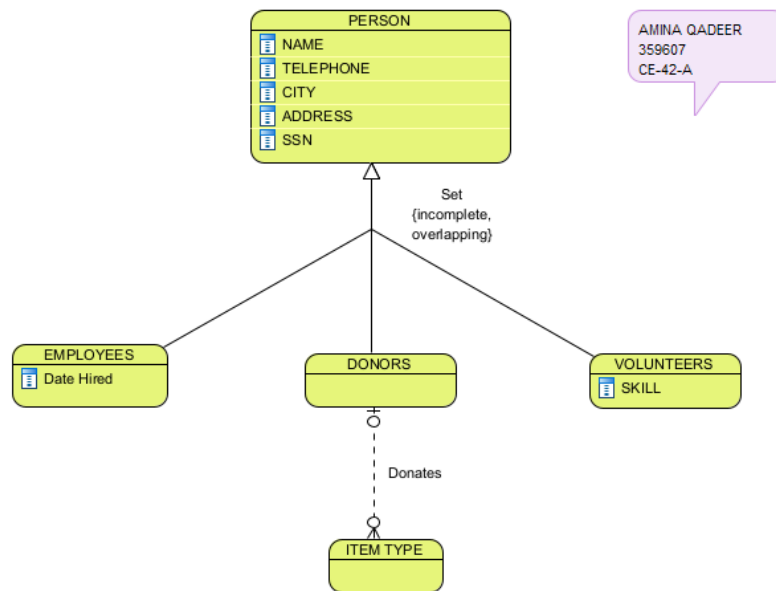 PERSON
NAME
TELEPHONE
CITY
ADDRESS
SSN
AMINA QADEER
359607
CE-42-A
Set
{incomplete,
overlapping}
EMPLOYEES
Date Hired
DONORS
VOLUNTEERS
SKILL
Donates
ITEM TYPE